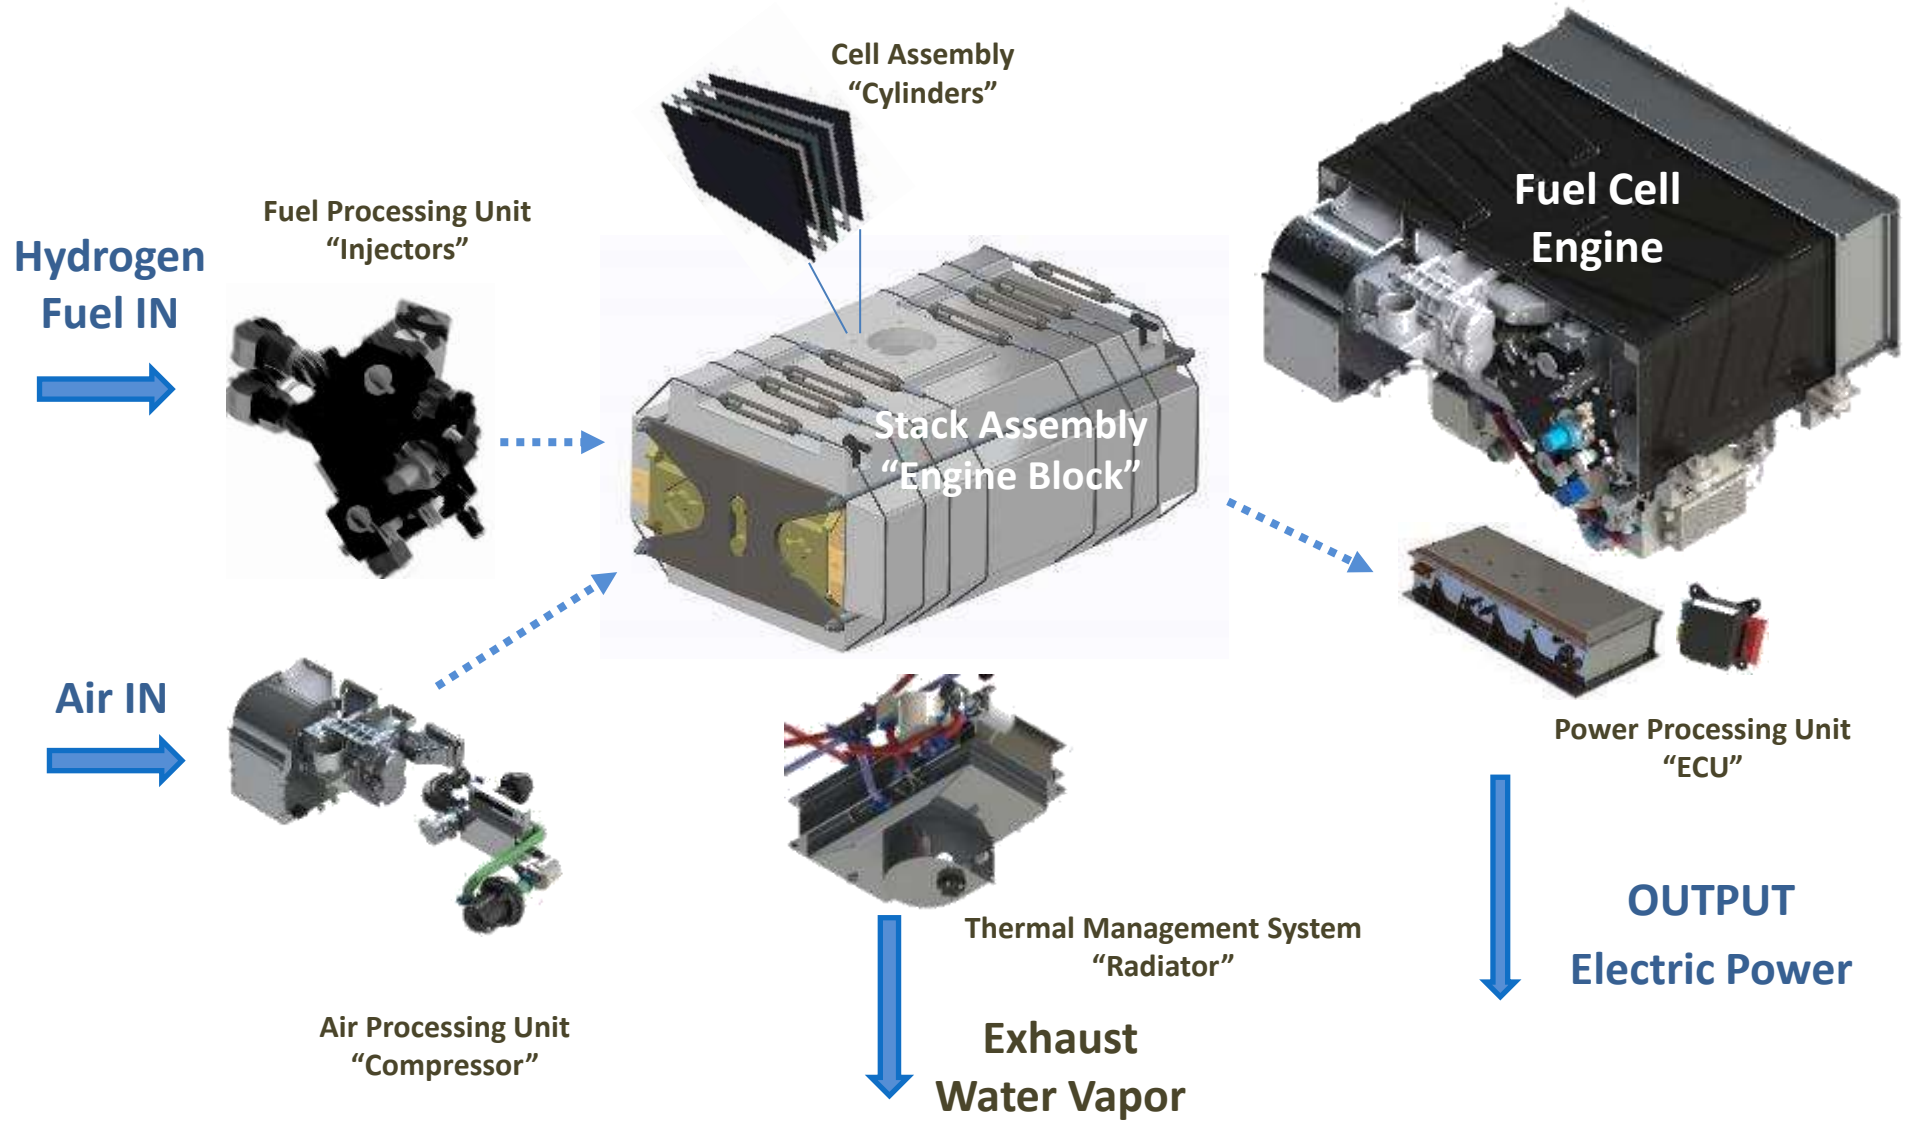 Cell Assembly
“Cylinders”
Fuel Processing Unit
“Injectors”
Hydrogen
Fuel IN
Fuel Cell
Engine
Stack Assembly
“Engine Block”
Air IN
Power Processing Unit
“ECU”
Thermal Management System
“Radiator”
OUTPUT
Electric Power
Air Processing Unit
“Compressor”
Exhaust
Water Vapor